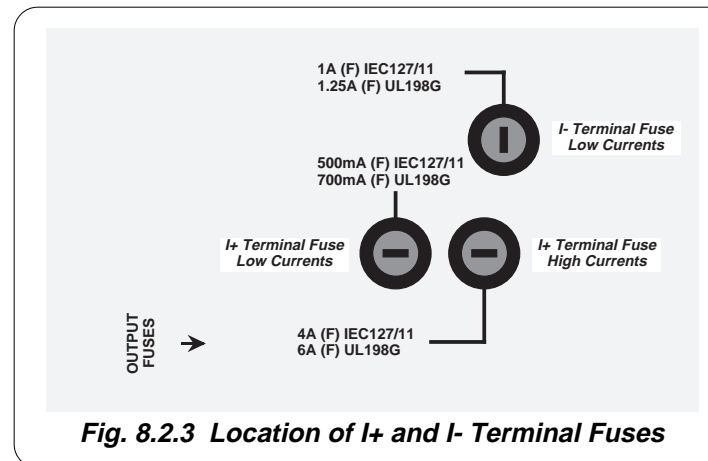 1A (F) IEC127/11
1.25A (F) UL198G
I- Terminal Fuse
Low Currents
500mA (F) IEC127/11
700mA (F) UL198G
I+ Terminal Fuse
Low Currents
I+ Terminal Fuse
High Currents
OUTPUT
FUSES
4A (F) IEC127/11
6A (F) UL198G
Fig. 8.2.3 Location of I+ and I- Terminal Fuses